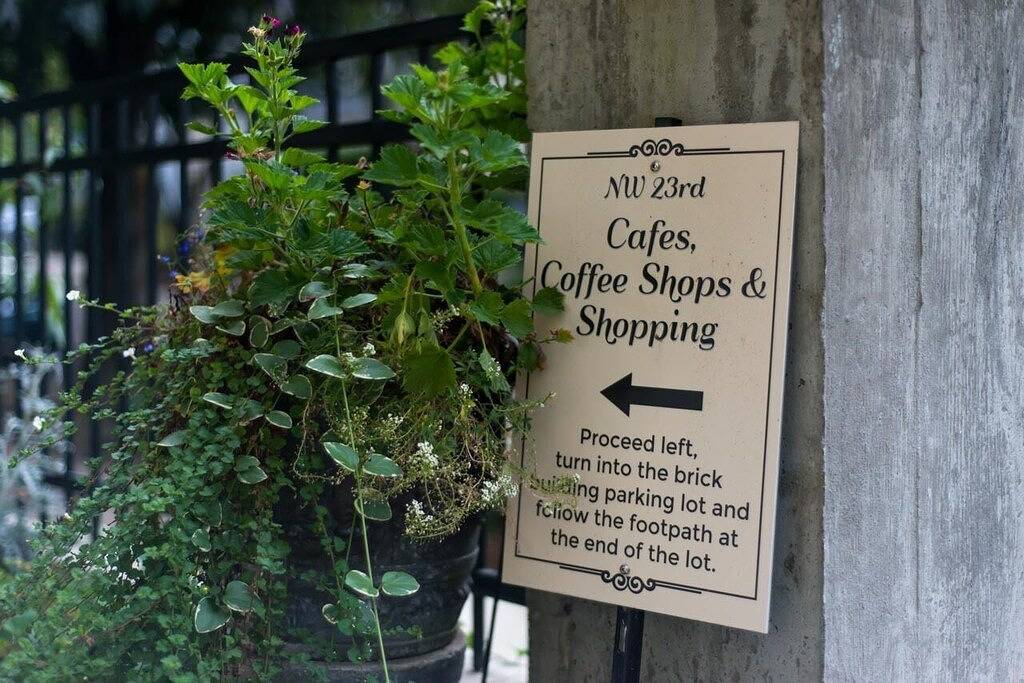 NW 23rd
Cafes,
Coffee Shops &
Shopping
Proceed left,
turn into the brick
building parking lot and
follow the footpath at
the end of the lot.